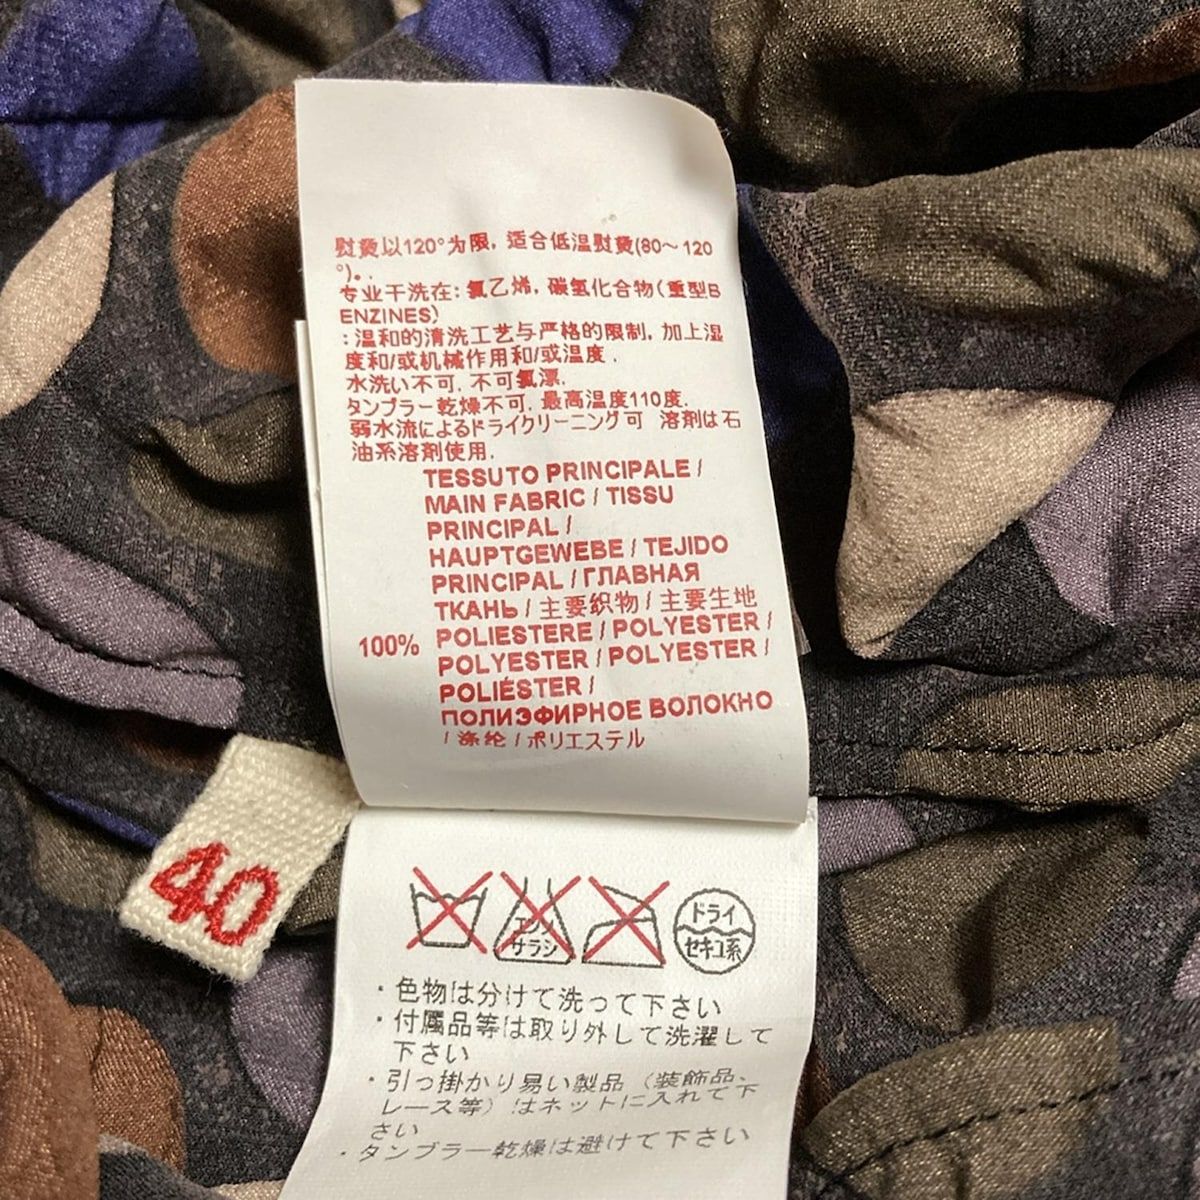 熨燙以120°为限, 适合低温熨燙(80～120
°)。.
专业干洗在: 氯乙烯, 碳氢化合物 (重型B
ENZINES)
: 温和的清洗工艺与严格的限制, 加上湿
度和/或机械作用和/或温度 .
水洗い不可. 不可氯漂.
タンブラー乾燥不可. 最高温度110度.
弱水流によるドライクリーニング可 溶剤は石
油系溶剤使用.
TESSUTO PRINCIPALE /
MAIN FABRIC / TISSU
PRINCIPAL /
HAUPTGEWEBE / TEJIDO
PRINCIPAL / ГЛАВНАЯ
ТКАНЬ / 主要织物 / 主要生地
100% POLIESTERE / POLYESTER /
POLYESTER / POLYESTER /
POLIÉSTER /
ПОЛИЭФИРНОЕ ВОЛОКНО
/ 涤纶 / ポリエステル
40
エンソ
サラシ
ドライ
セキユ系
・色物は分けて洗って下さい
・付属品等は取り外して洗濯して
下さい
・引っ掛かり易い製品（装飾品、
レース等）はネットに入れて下
さい
・タンブラー乾燥は避けて下さい